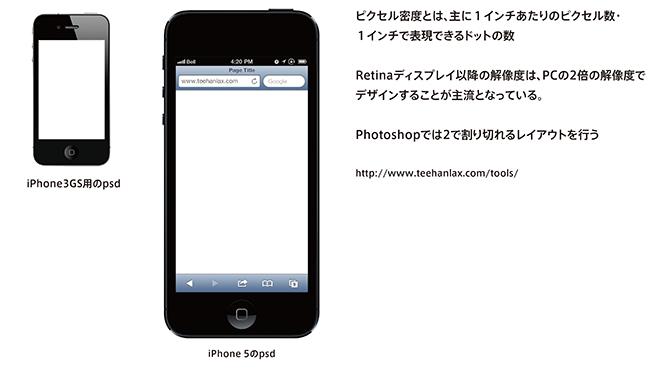 Bell
4:20 PM
Page Title
www.teehanlax.com
Google
iPhone3GS用のpsd
iPhone 5のpsd
ピクセル密度とは、主に１インチあたりのピクセル数・
１インチで表現できるドットの数
Retinaディスプレイ以降の解像度は、PCの2倍の解像度で
デザインすることが主流となっている。
Photoshopでは2で割り切れるレイアウトを行う
http://www.teehanlax.com/tools/